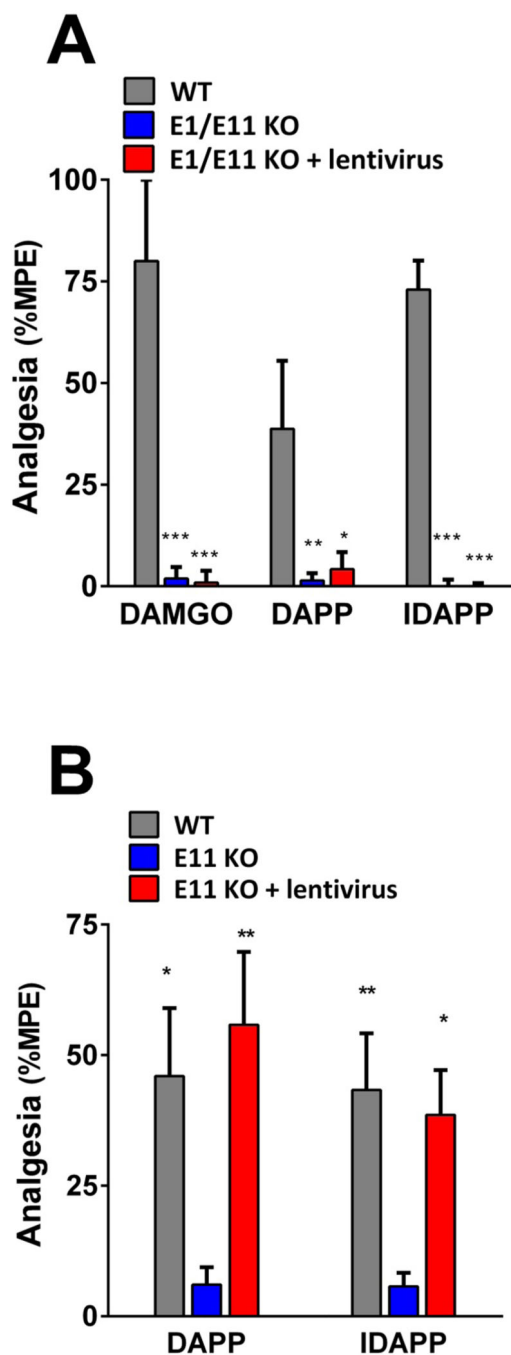 A
WT
E1/E11 KO
E1/E11 KO + lentivirus
Analgesia (%MPE)
100
75
50
25
0
***
***
**
*
***
***
DAMGO DAPP IDAPP
B
WT
E11 KO
E11 KO + lentivirus
Analgesia (%MPE)
75
50
25
0
*
**
**
*
DAPP IDAPP